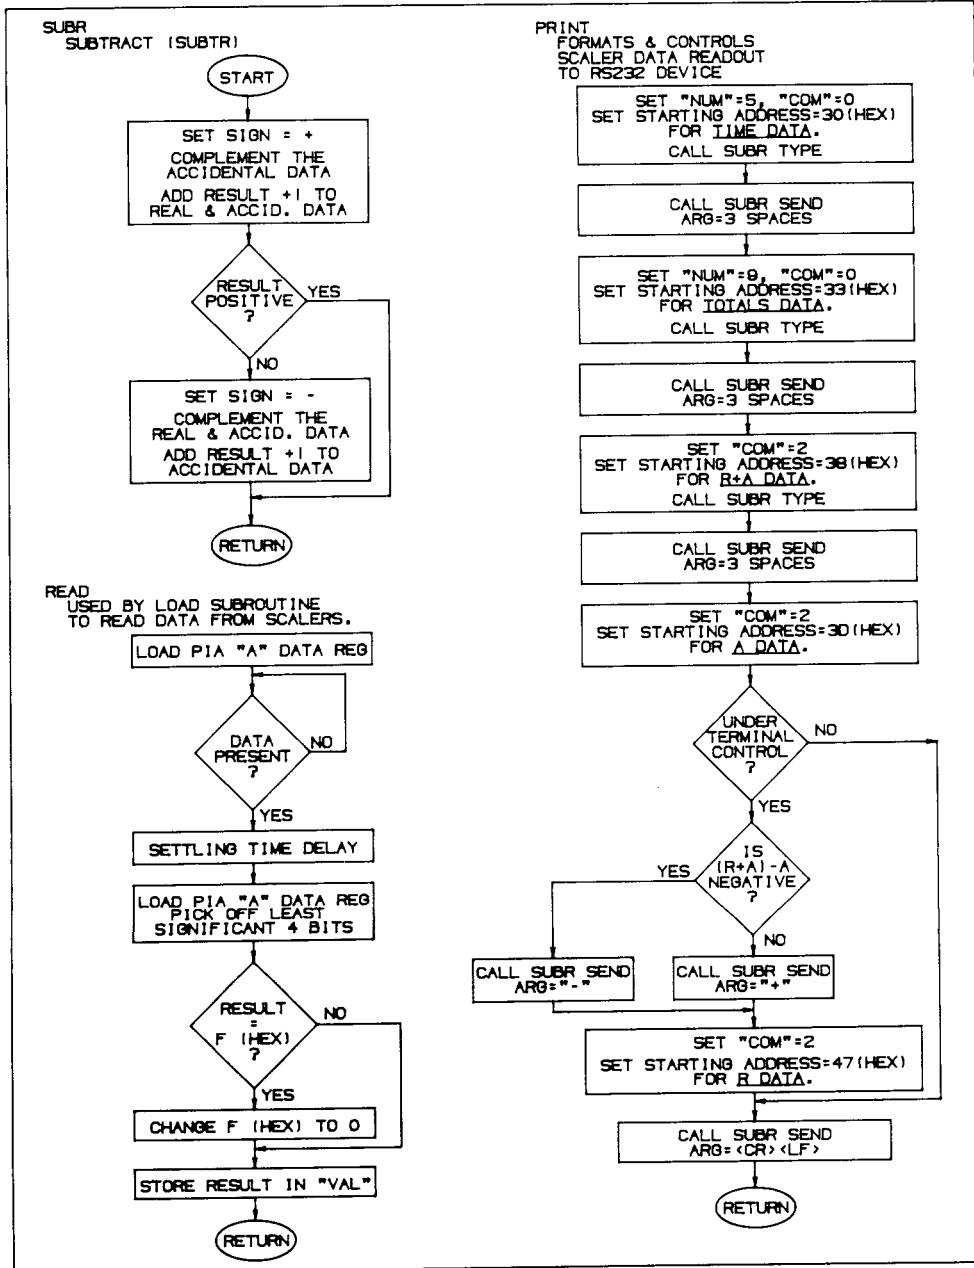 SUBR
SUBTRACT (SUBTR)
START
SET SIGN = +
COMPLEMENT THE
ACCIDENTAL DATA
ADD RESULT +1 TO
REAL & ACCID. DATA
RESULT
POSITIVE
?
YES
NO
SET SIGN = -
COMPLEMENT THE
REAL & ACCID. DATA
ADD RESULT +1 TO
ACCIDENTAL DATA
RETURN
READ
USED BY LOAD SUBROUTINE
TO READ DATA FROM SCALERS.
LOAD PIA "A" DATA REG
DATA
PRESENT
?
NO
YES
SETTLING TIME DELAY
LOAD PIA "A" DATA REG
PICK OFF LEAST
SIGNIFICANT 4 BITS
RESULT
=
F (HEX)
?
NO
YES
CHANGE F (HEX) TO 0
STORE RESULT IN "VAL"
RETURN
PRINT
FORMATS & CONTROLS
SCALER DATA READOUT
TO RS232 DEVICE
SET "NUM"=5, "COM"=0
SET STARTING ADDRESS=30(HEX)
FOR TIME DATA.
CALL SUBR TYPE
CALL SUBR SEND
ARG=3 SPACES
SET "NUM"=9, "COM"=0
SET STARTING ADDRESS=33(HEX)
FOR TOTALS DATA.
CALL SUBR TYPE
CALL SUBR SEND
ARG=3 SPACES
SET "COM"=2
SET STARTING ADDRESS=38(HEX)
FOR R+A DATA.
CALL SUBR TYPE
CALL SUBR SEND
ARG=3 SPACES
SET "COM"=2
SET STARTING ADDRESS=3D(HEX)
FOR A DATA.
UNDER
TERMINAL
CONTROL
?
NO
YES
IS
(R+A)-A
NEGATIVE
?
YES
NO
CALL SUBR SEND
ARG="-"
CALL SUBR SEND
ARG="+"
SET "COM"=2
SET STARTING ADDRESS=47(HEX)
FOR R DATA.
CALL SUBR SEND
ARG=<CR><LF>
RETURN